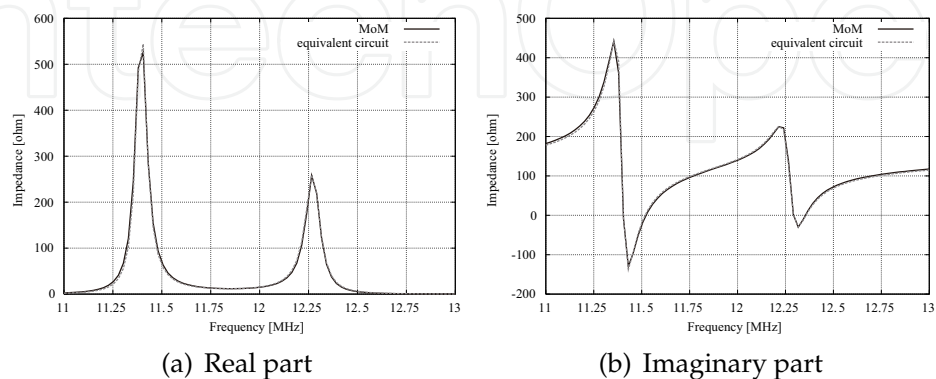 ntechOpe
600
500
400
300
200
100
0
Impedance [ohm]
MoM
equivalent circuit
11 11.25 11.5 11.75 12 12.25 12.5 12.75 13
Frequency [MHz]
(a) Real part
500
400
300
200
100
0
-100
-200
Impedance [ohm]
MoM
equivalent circuit
11 11.25 11.5 11.75 12 12.25 12.5 12.75 13
Frequency [MHz]
(b) Imaginary part